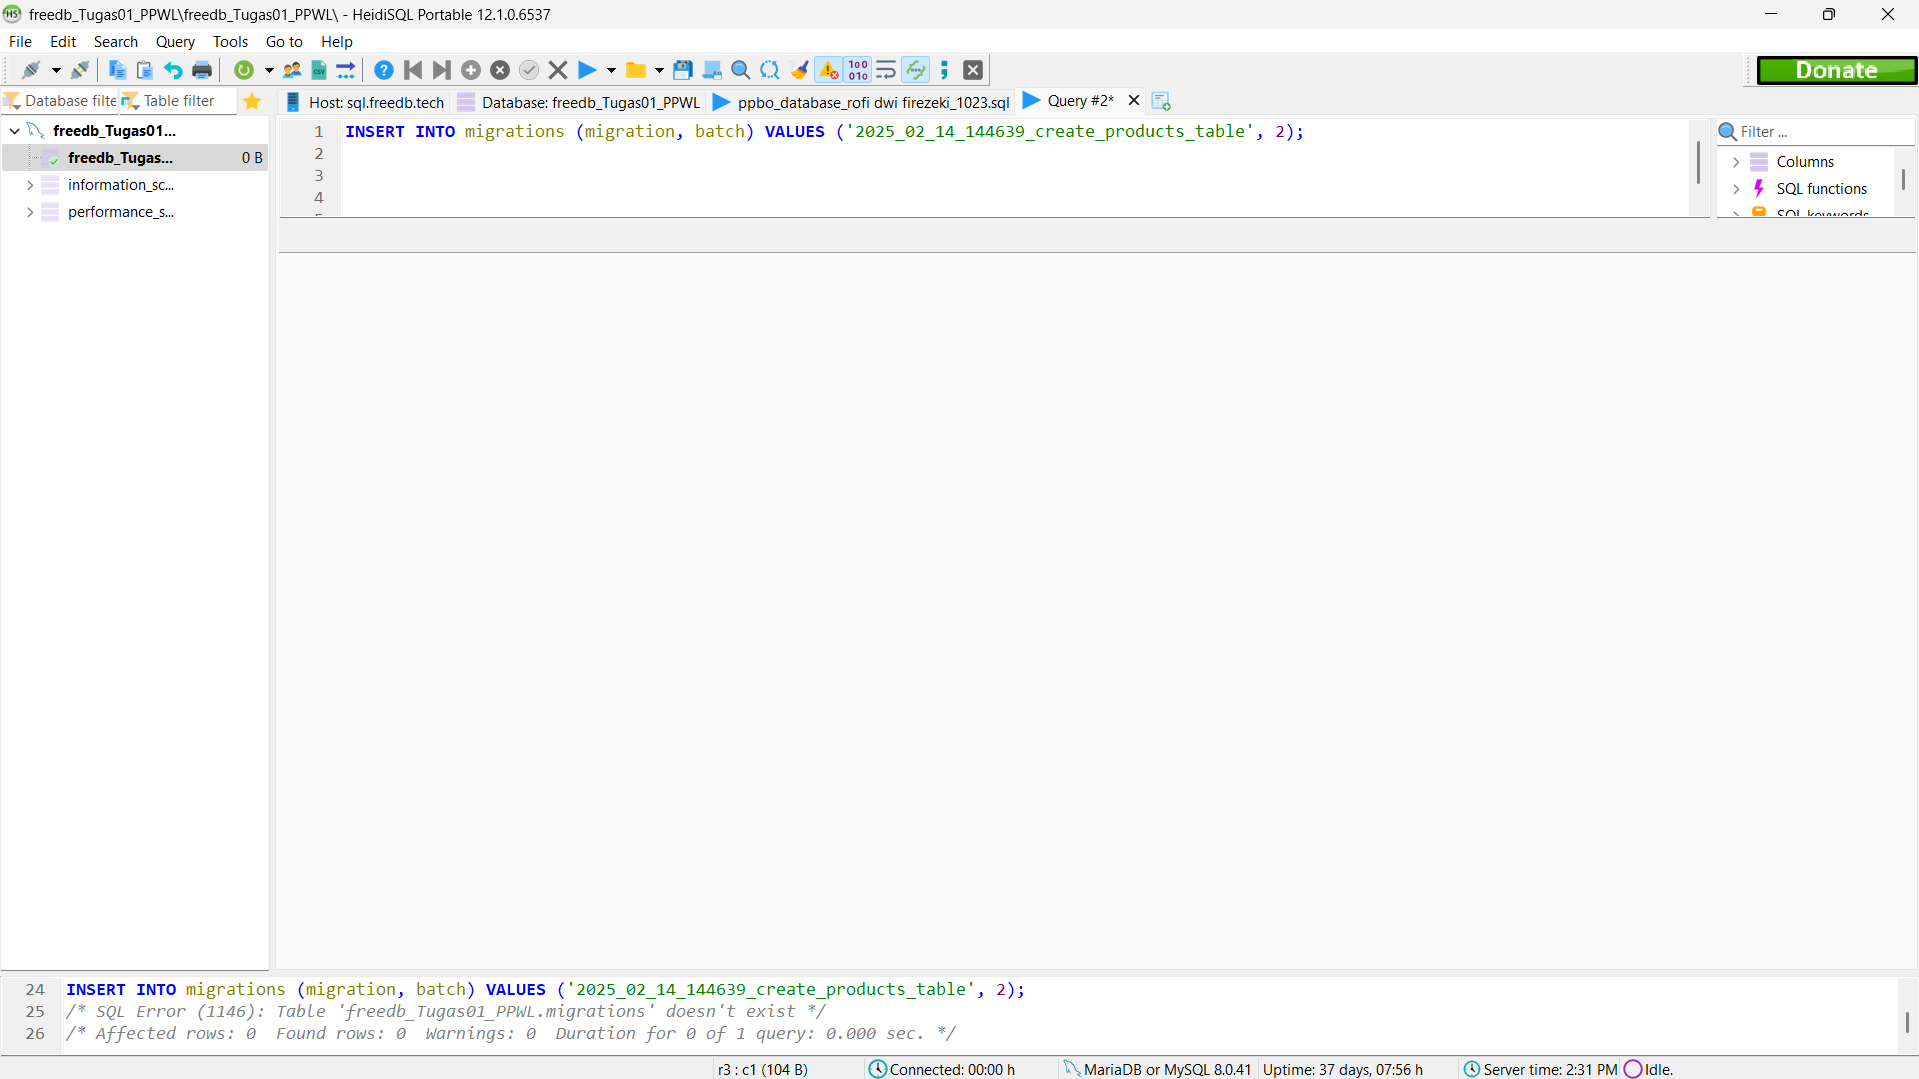 freedb_Tugas01_PPWL\freedb_Tugas01_PPWL\ - HeidiSQL Portable 12.1.0.6537
File Edit Search Query Tools Go to Help
Donate
Database filte Table filter
Host: sql.freedb.tech Database: freedb_Tugas01_PPWL ppbo_database_rofi dwi firezeki_1023.sql Query #2*
freedb_Tugas01...
freedb_Tugas... 0 B
information_sc...
performance_s...
1 INSERT INTO migrations (migration, batch) VALUES ('2025_02_14_144639_create_products_table', 2);
2
3
4
Filter ...
Columns
SQL functions
SQL keywords
24 INSERT INTO migrations (migration, batch) VALUES ('2025_02_14_144639_create_products_table', 2);
25 /* SQL Error (1146): Table 'freedb_Tugas01_PPWL.migrations' doesn't exist */
26 /* Affected rows: 0 Found rows: 0 Warnings: 0 Duration for 0 of 1 query: 0.000 sec. */
r3 : c1 (104 B) Connected: 00:00 h MariaDB or MySQL 8.0.41 Uptime: 37 days, 07:56 h Server time: 2:31 PM Idle.